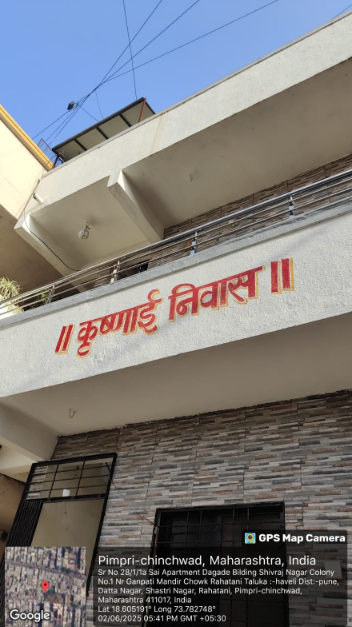 ॥ कृष्णाई निवास ॥
GPS Map Camera
Pimpri-chinchwad, Maharashtra, India
Sr No 28/1/1a Sai Apartment Dagade Bilding Shivraj Nagar Colony
No.1 Nr Ganpati Mandir Chowk Rahatani Taluka :-haveli Dist:-pune,
Datta Nagar, Shastri Nagar, Rahatani, Pimpri-chinchwad,
Maharashtra 411017, India
Lat 18.605191° Long 73.782748°
02/06/2025 05:41 PM GMT +05:30
Google